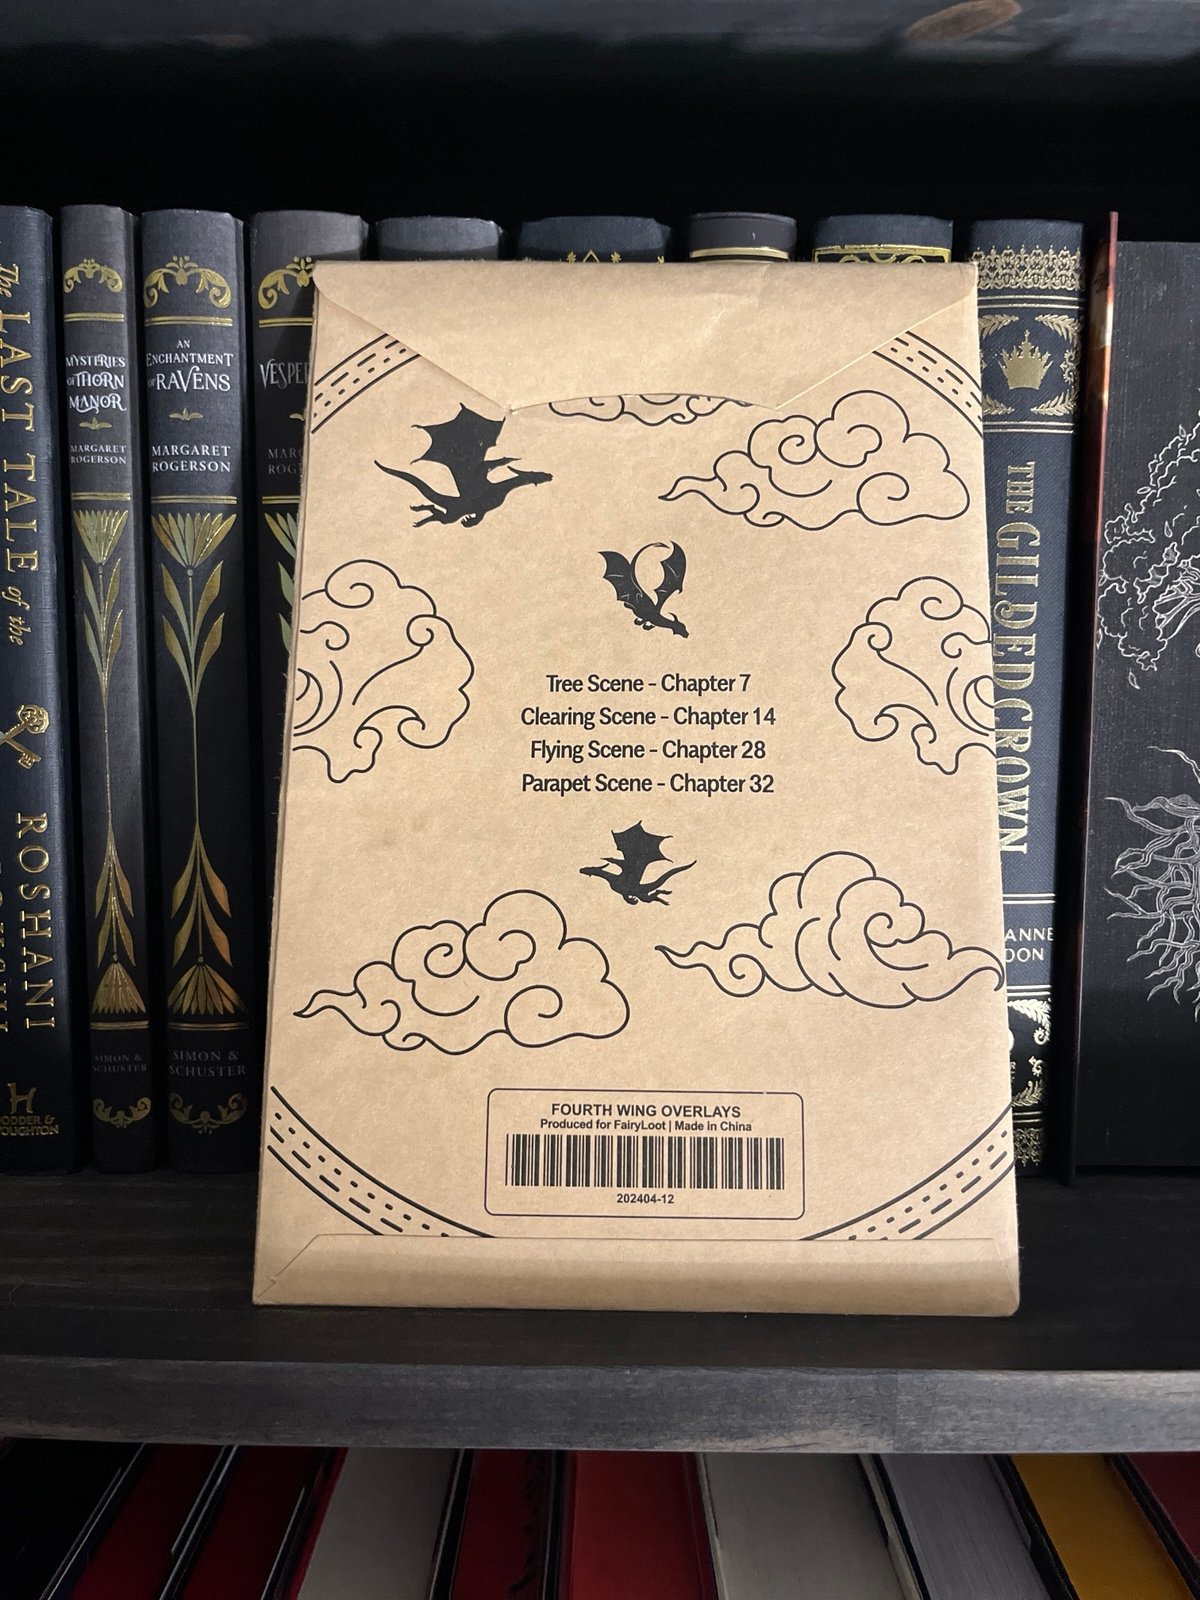 The LAST TALE of the
ROSHANI
MYSTERIES
OF THORN
MANOR
MARGARET
ROGERSON
SIMON &
SCHUSTER
AN
ENCHANTMENT
OF RAVENS
MARGARET
ROGERSON
SIMON &
SCHUSTER
Tree Scene - Chapter 7
Clearing Scene - Chapter 14
Flying Scene - Chapter 28
Parapet Scene - Chapter 32
FOURTH WING OVERLAYS
Produced for FairyLoot | Made in China
202404-12
THE GILDED CROWN